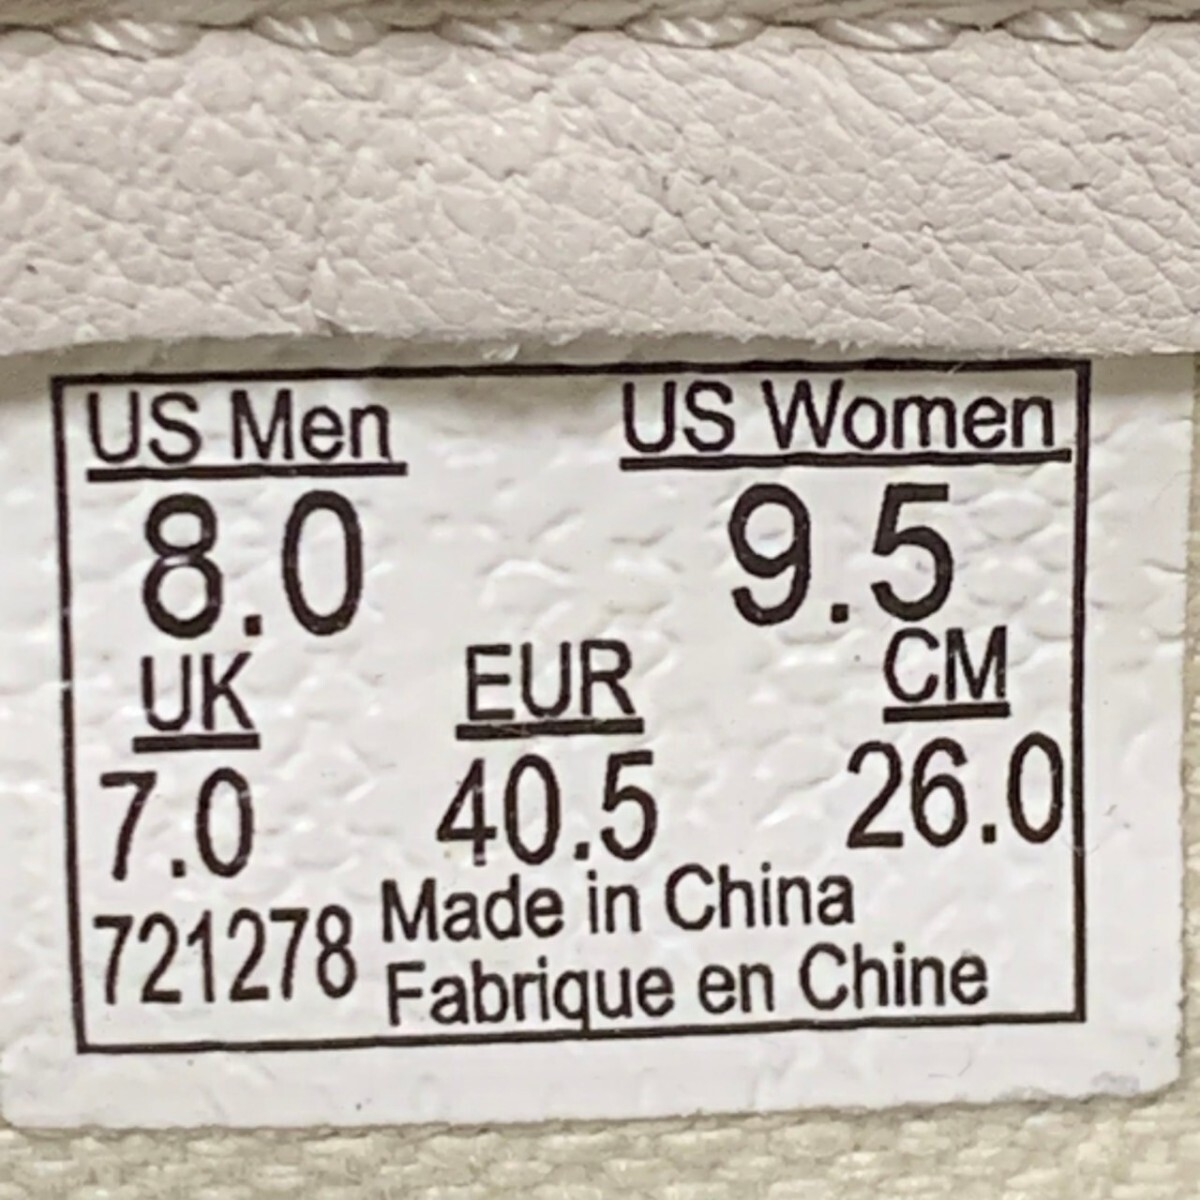 US Men US Women
8.0 9.5
UK EUR CM
7.0 40.5 26.0
721278 Made in China
Fabrique en Chine